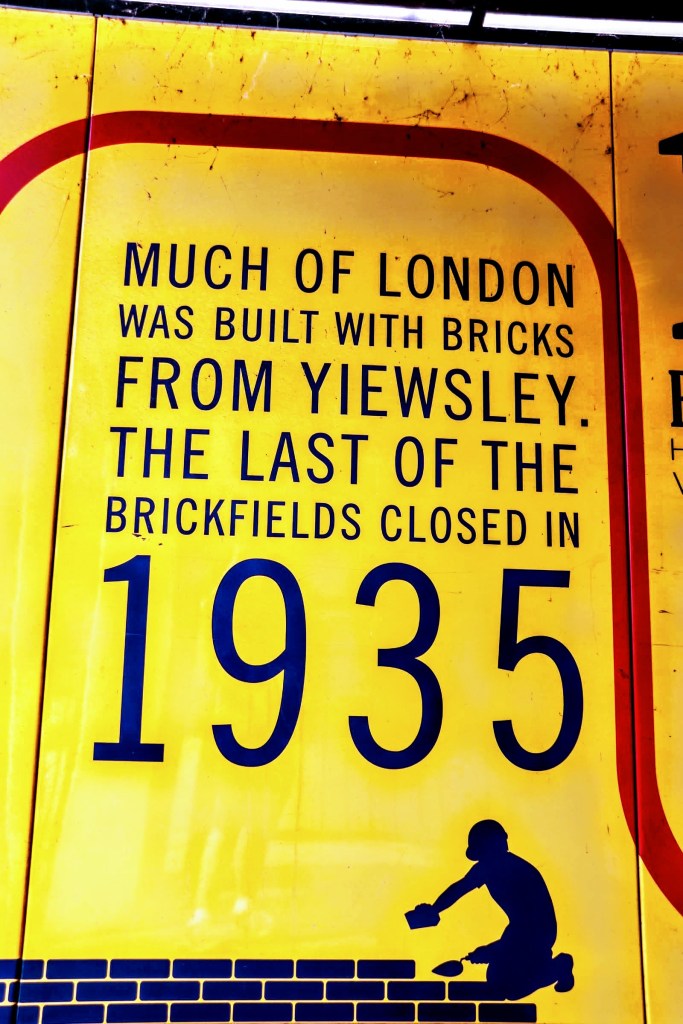 MUCH OF LONDON
WAS BUILT WITH BRICKS
FROM YIEWSLEY.
THE LAST OF THE
BRICKFIELDS CLOSED IN
1935